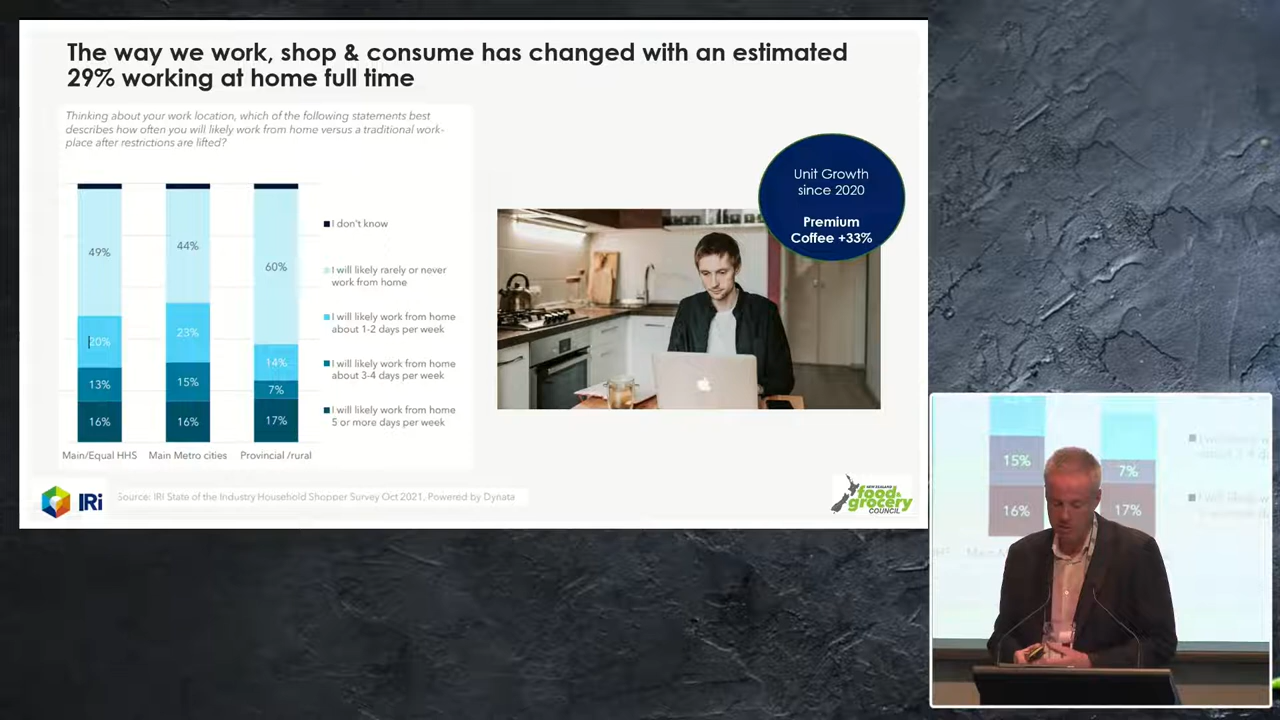 The way we work, shop & consume has changed with an estimated
29% working at home full time
Thinking about your work location, which of the following statements best
describes how often you will likely work from home versus a traditional work-
place after restrictions are lifted?
49%
44%
60%
20%
23%
14%
13%
15%
7%
16%
16%
17%
Main/Equal HHS
Main Metro cities
Provincial /rural
I don't know
I will likely rarely or never
work from home
I will likely work from home
about 1-2 days per week
I will likely work from home
about 3-4 days per week
I will likely work from home
5 or more days per week
Unit Growth
since 2020
Premium
Coffee +33%
IRi
Source: IRI State of the Industry Household Shopper Survey Oct 2021, Powered by Dynata
NEW ZEALAND
food &
grocery
COUNCIL
15%
7%
16%
17%